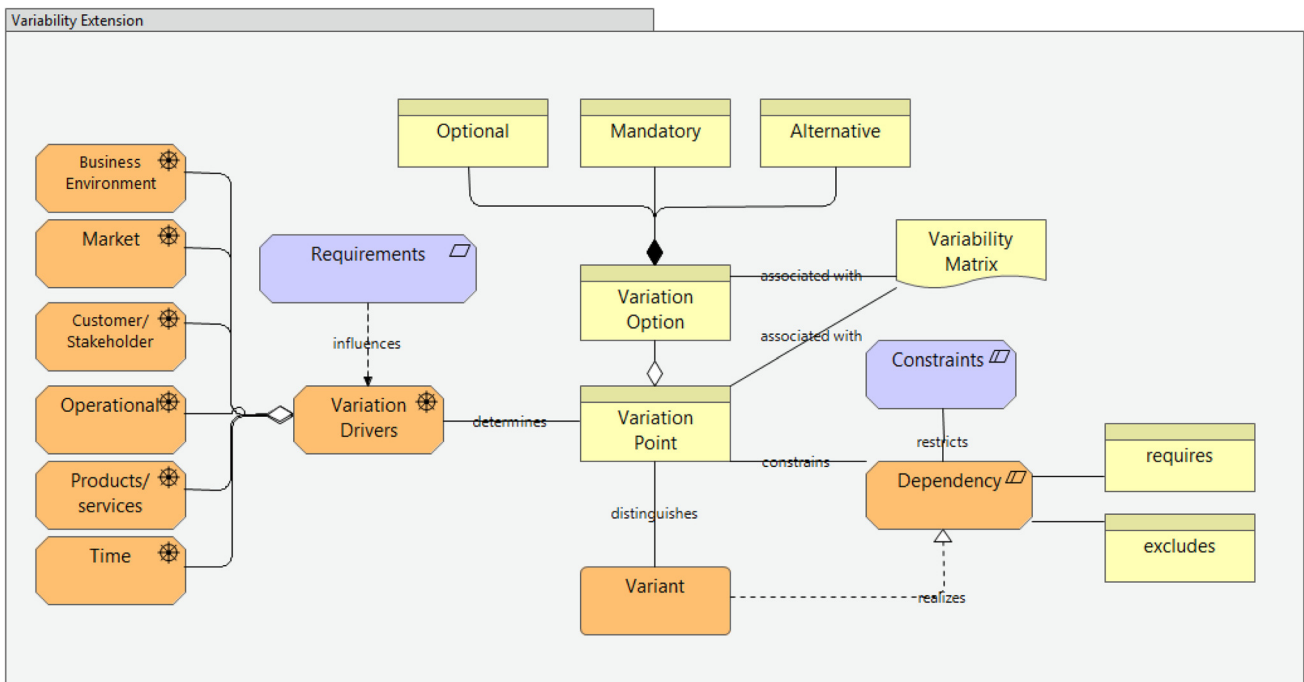 Variability Extension
Optional
Mandatory
Alternative
Business
Environment
Market
Customer/
Stakeholder
Operational
Products/
services
Time
Requirements
influences
Variation
Drivers
determines
Variation
Option
associated with
Variability
Matrix
associated with
Variation
Point
constrains
Constraints
restricts
Dependency
requires
excludes
distinguishes
Variant
realizes